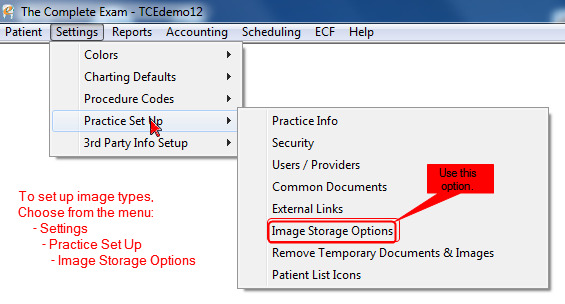 The Complete Exam - TCEdemo12
Patient Settings Reports Accounting Scheduling ECF Help
Colors
Charting Defaults
Procedure Codes
Practice Set Up
3rd Party Info Setup
Practice Info
Security
Users / Providers
Common Documents
External Links
Image Storage Options
Remove Temporary Documents & Images
Patient List Icons
Use this
option.
To set up image types,
Choose from the menu:
- Settings
- Practice Set Up
- Image Storage Options